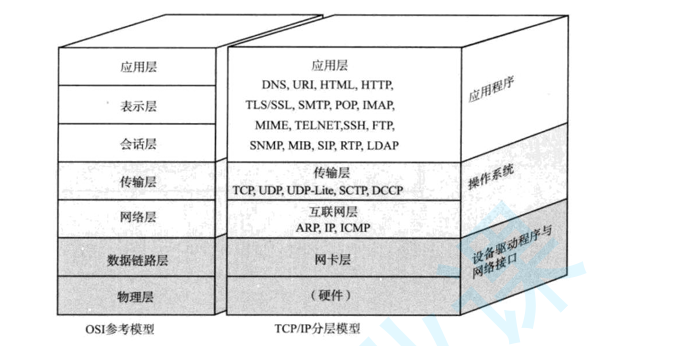 应用层
表示层
会话层
传输层
网络层
数据链路层
物理层
OSI参考模型
应用层
DNS, URI, HTML, HTTP,
TLS/SSL, SMTP, POP, IMAP,
MIME, TELNET,SSH, FTP,
SNMP, MIB, SIP, RTP, LDAP
传输层
TCP, UDP, UDP-Lite, SCTP, DCCP
互联网层
ARP, IP, ICMP
网卡层
（硬件）
TCP/IP分层模型
应用程序
操作系统
设备驱动程序与
网络接口